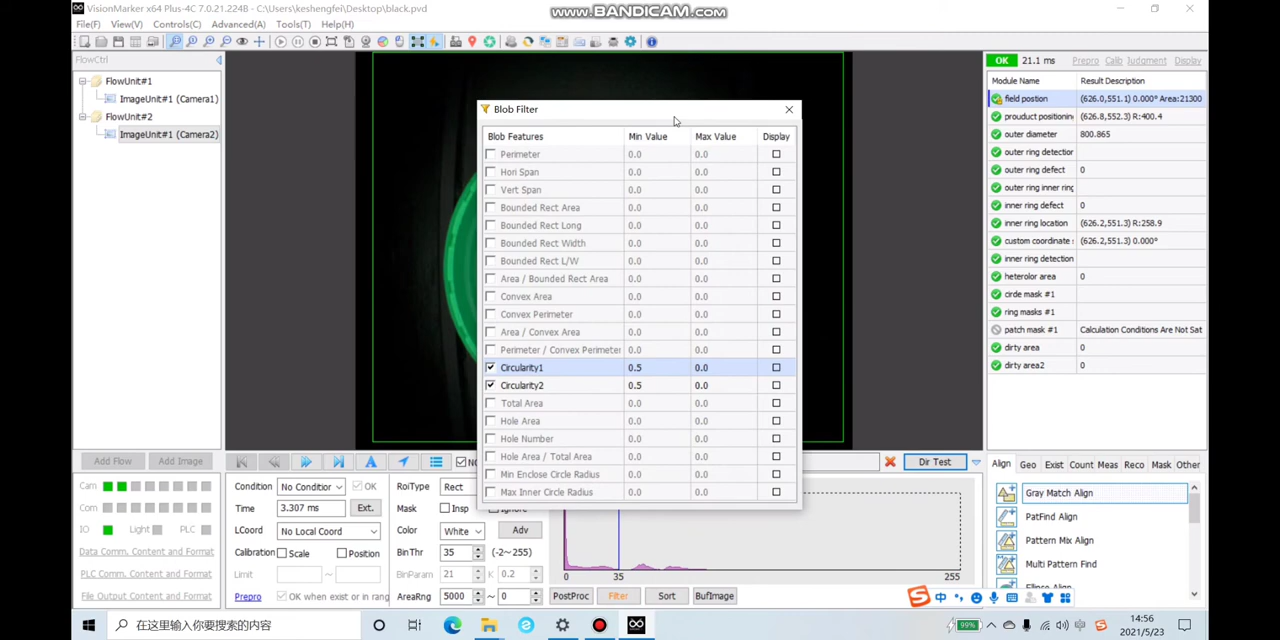 VisionMarker x64 Plus-4C 7.0.21.224B - C:\Users\keshengfei\Desktop\black.pvd
www.BANDICAM.com
File(F) View(V) Controls(C) Advanced(A) Tools(T) Help(H)
FlowCtrl
FlowUnit#1
ImageUnit#1 (Camera1)
FlowUnit#2
ImageUnit#1 (Camera2)
Add Flow Add Image
Blob Filter
Blob Features Min Value Max Value Display
Perimeter 0.0 0.0
Hori Span 0.0 0.0
Vert Span 0.0 0.0
Bounded Rect Area 0.0 0.0
Bounded Rect Long 0.0 0.0
Bounded Rect Width 0.0 0.0
Bounded Rect L/W 0.0 0.0
Area / Bounded Rect Area 0.0 0.0
Convex Area 0.0 0.0
Convex Perimeter 0.0 0.0
Area / Convex Area 0.0 0.0
Perimeter / Convex Perimeter 0.0 0.0
Circularity1 0.5 0.0
Circularity2 0.5 0.0
Total Area 0.0 0.0
Hole Area 0.0 0.0
Hole Number 0.0 0.0
Hole Area / Total Area 0.0 0.0
Min Enclose Circle Radius 0.0 0.0
Max Inner Circle Radius 0.0 0.0
OK 21.1 ms Prepro Calib Judgment Display
Module Name Result Description
field postion (626.0,551.1) 0.000° Area:21300
prouduct positioning (626.8,552.3) R:400.4
outer diameter 800.865
outer ring detection
outer ring defect 0
outer ring inner ring
inner ring defect 0
inner ring location (626.2,551.3) R:258.9
custom coordinate s (626.2,551.3) 0.000°
inner ring detection
heterolor area 0
cirde mask #1
ring masks #1
patch mask #1 Calculation Conditions Are Not Sat
dirty area 0
dirty area2 0
NG
Dir Test
Cam
Com
IO Light PLC
Data Comm. Content and Format
PLC Comm. Content and Format
File Output Content and Format
Condition No Condition OK
Time 3.307 ms Ext.
LCoord No Local Coord
Calibration Scale Position
Limit ~
Prepro OK when exist or in rang
RoiType Rect
Mask Insp Ignore
Color White Adv
BinThr 35 (-2~255)
BinParam 21 K 0.2
AreaRng 5000 ~ 0
0 35 255
PostProc Filter Sort BufImage
Align Geo Exist Count Meas Reco Mask Other
Gray Match Align
PatFind Align
Pattern Mix Align
Multi Pattern Find
Ellipse Align
中
在这里输入你要搜索的内容
99%
中
14:56
2021/5/23